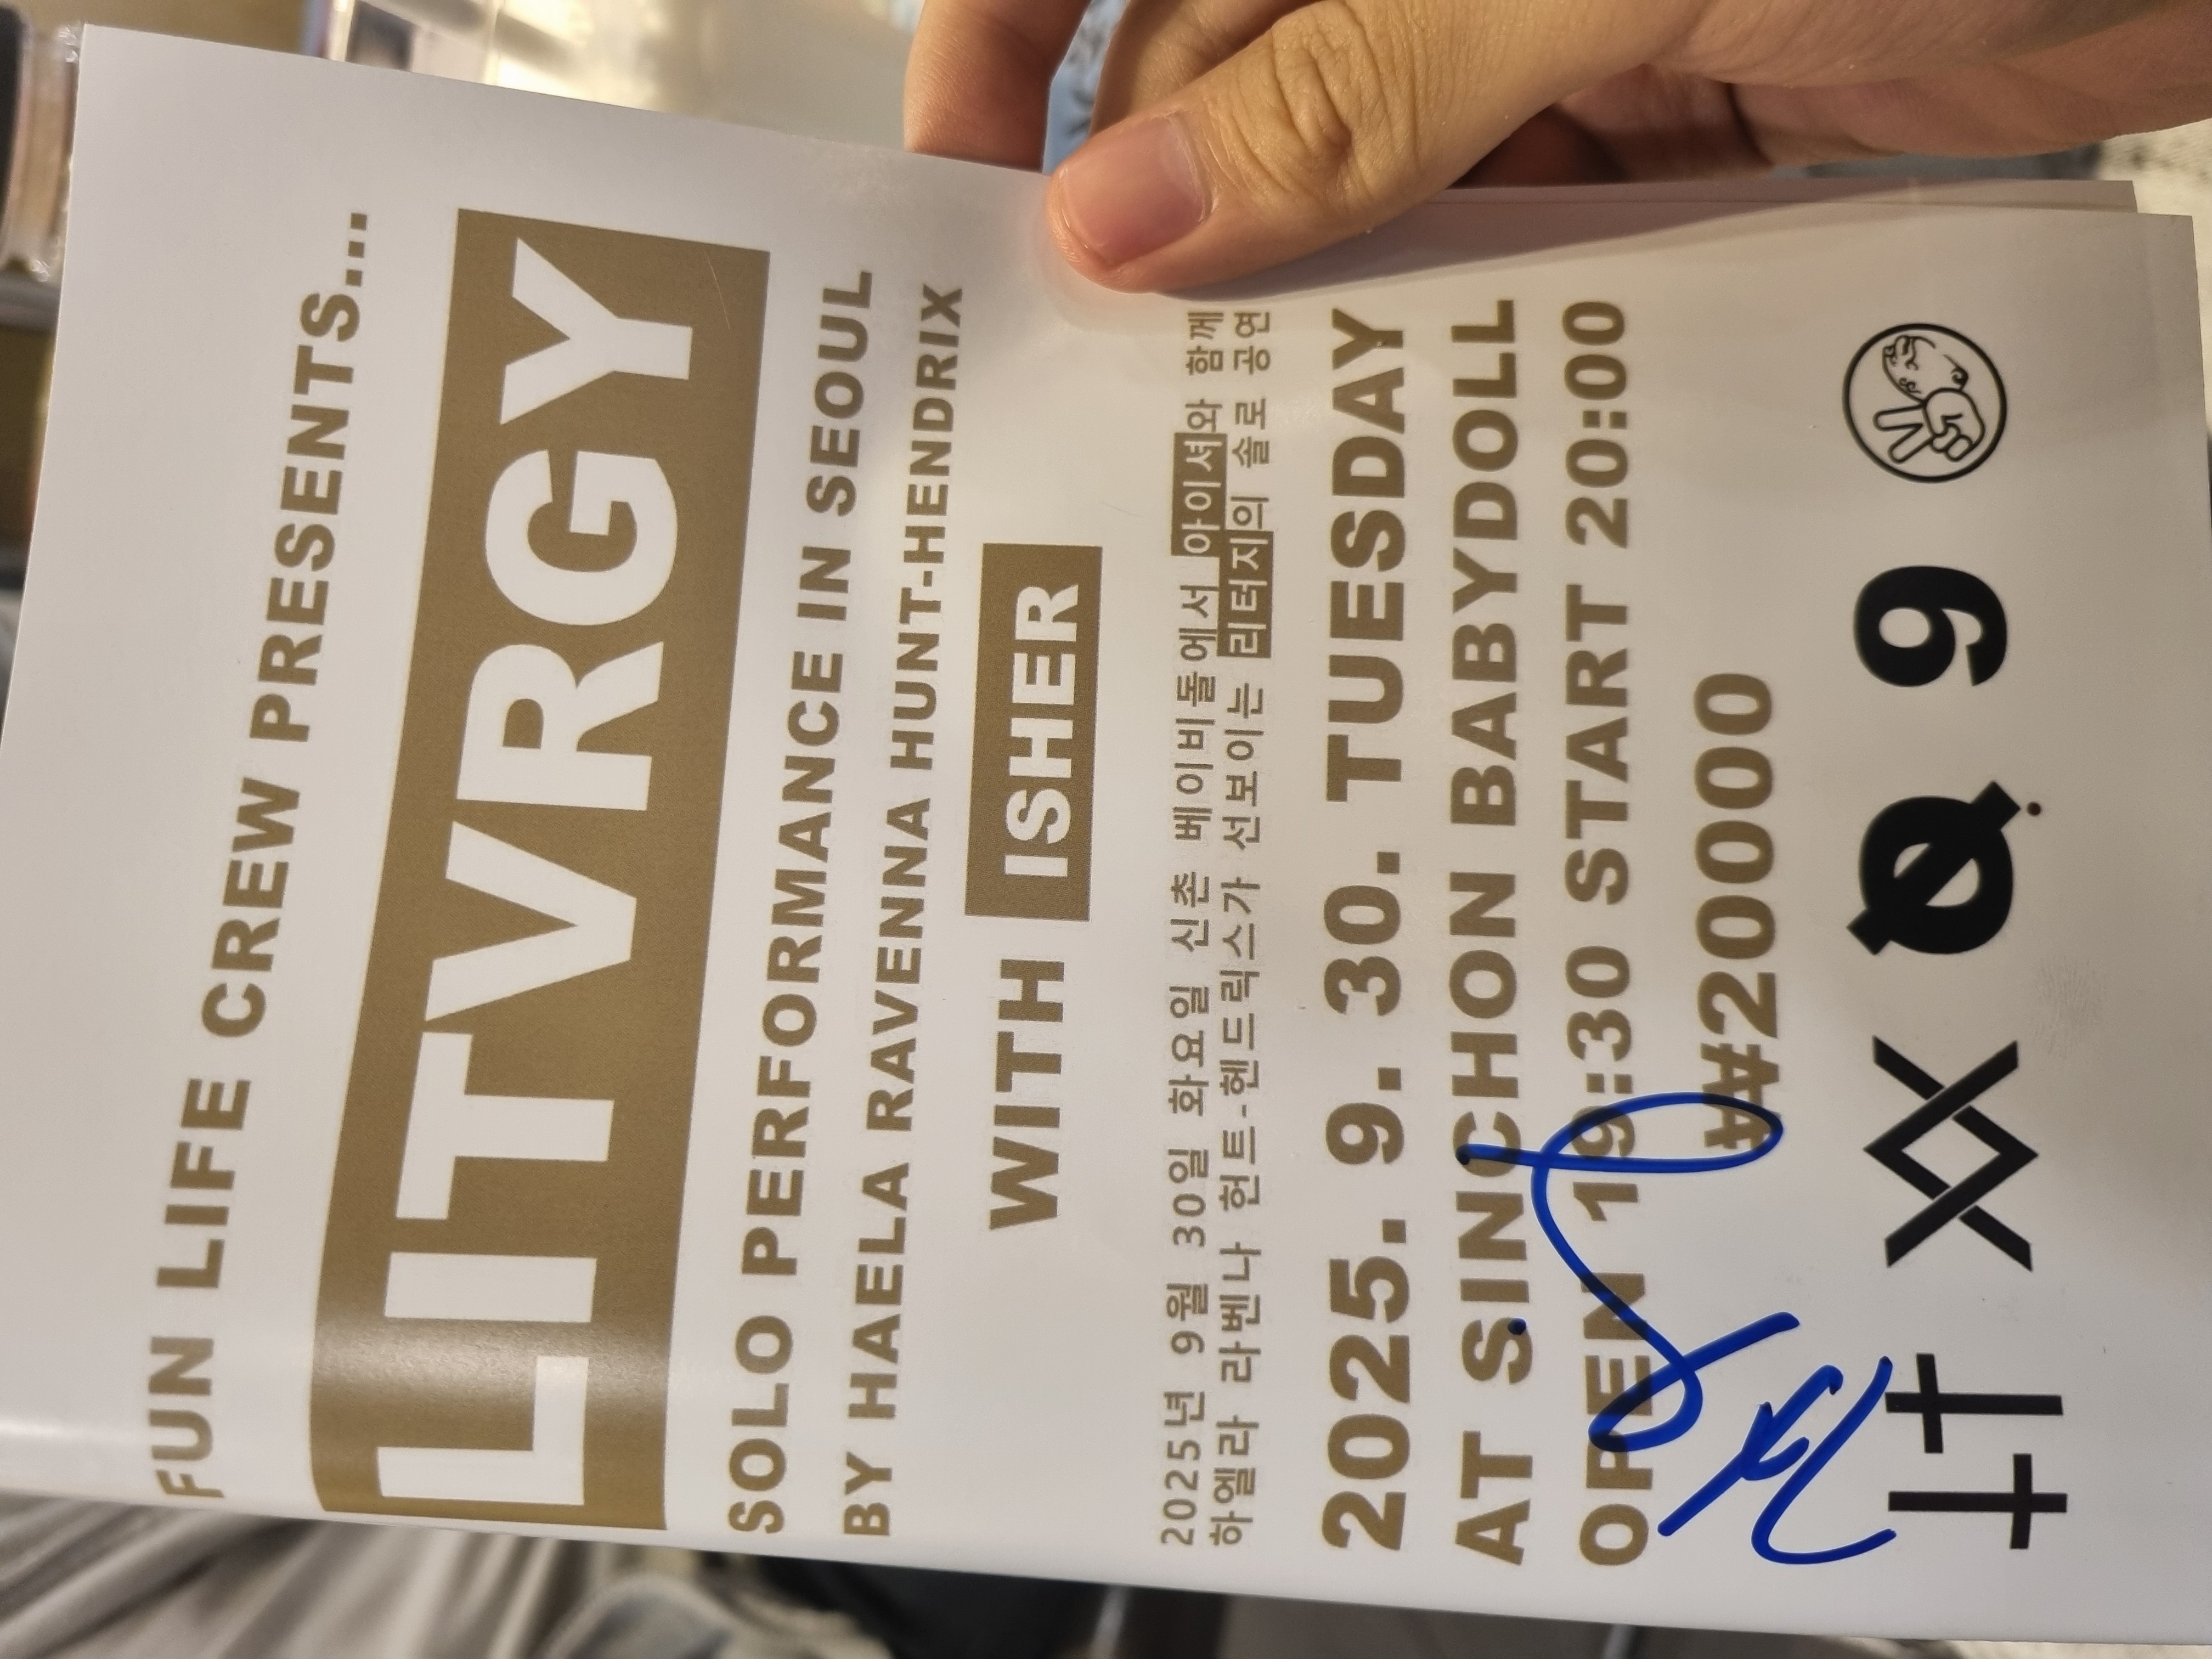 FUN LIFE CREW PRESENTS...
LITVRGY
SOLO PERFORMANCE IN SEOUL
BY HAELA RAVENNA HUNT-HENDRIX
WITH ISHER
2025년 9월 30일 화요일 신촌 베이비돌에서 아이셔와 함께
하엘라 라벤나 헌트-헨드릭스가 선보이는 리터지의 솔로 공연
2025. 9. 30. TUESDAY
AT SINCHON BABYDOLL
OPEN 19:30 START 20:00
₩20000